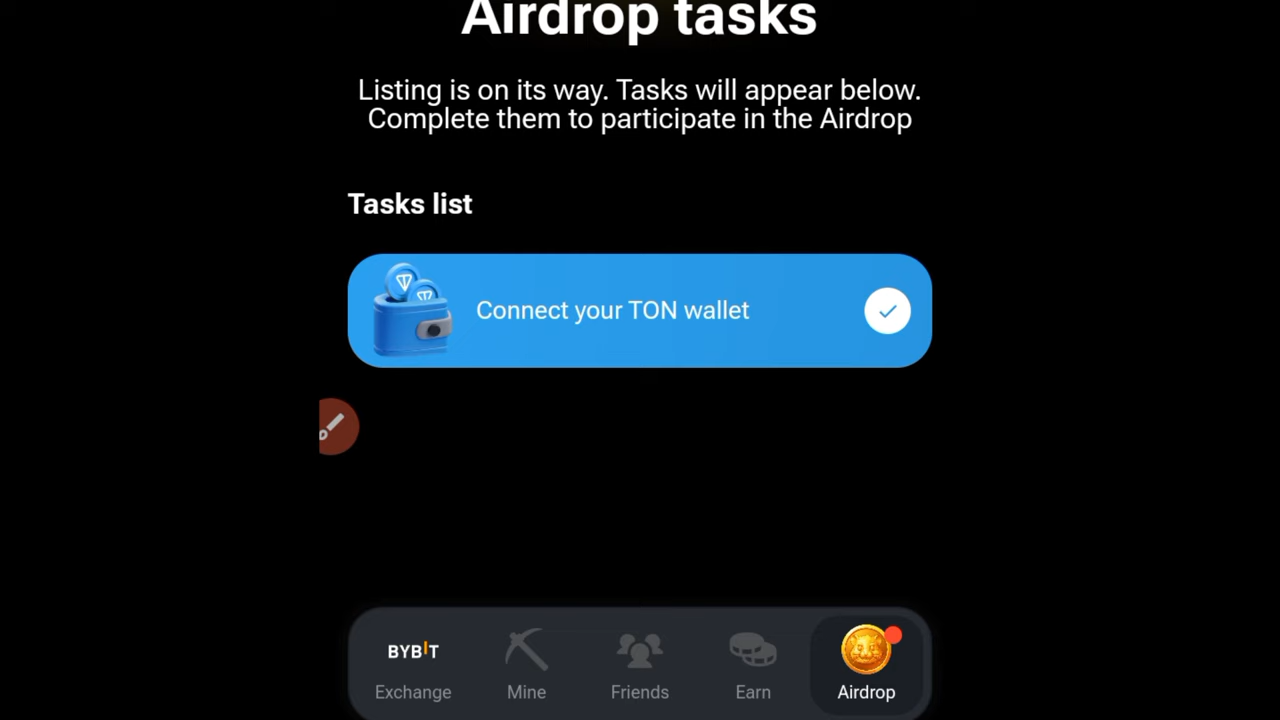 Airdrop tasks
Listing is on its way. Tasks will appear below.
Complete them to participate in the Airdrop
Tasks list
Connect your TON wallet
BYBIT
Exchange
Mine
Friends
Earn
Airdrop